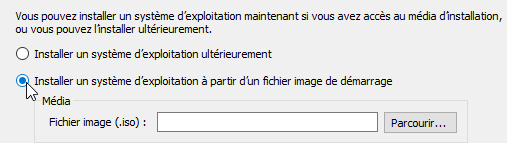 Vous pouvez installer un système d'exploitation maintenant si vous avez accès au média d'installation,
ou vous pouvez l'installer ultérieurement.
Installer un système d'exploitation ultérieurement
Installer un système d'exploitation à partir d'un fichier image de démarrage
Média
Fichier image (.iso) :
Parcourir...